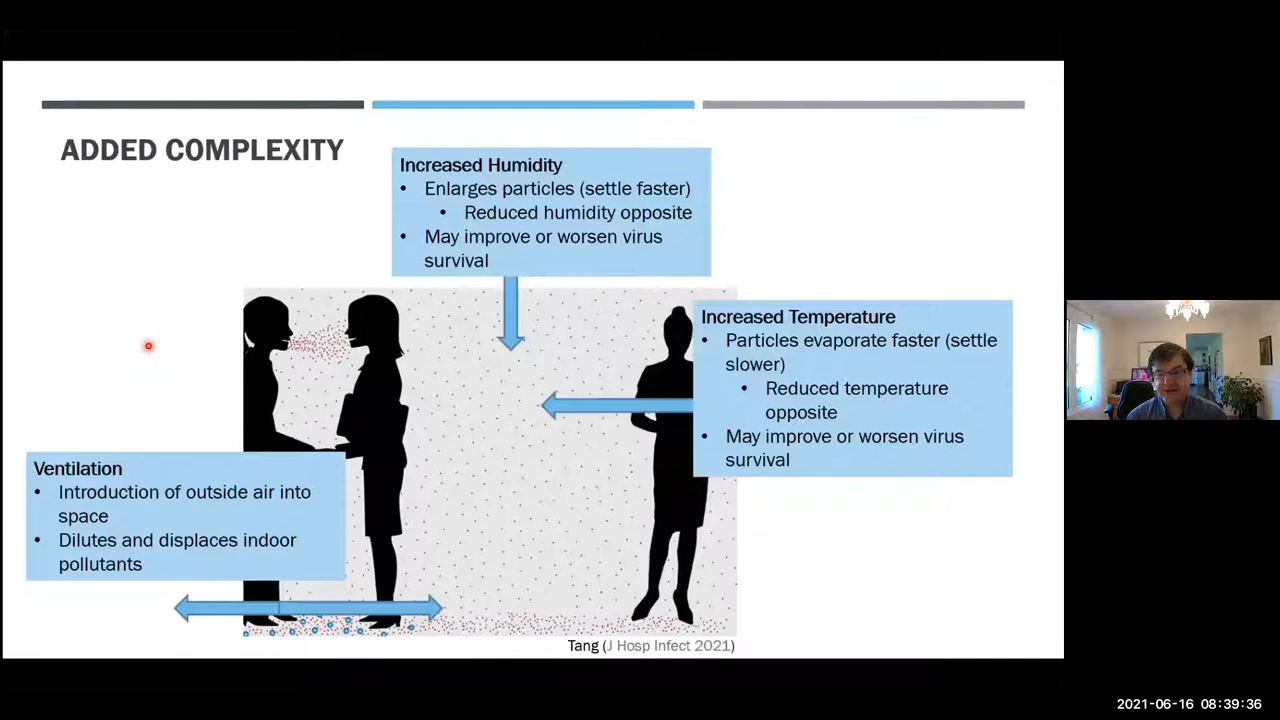 ADDED COMPLEXITY
Increased Humidity
• Enlarges particles (settle faster)
• Reduced humidity opposite
• May improve or worsen virus
survival
Increased Temperature
• Particles evaporate faster (settle
slower)
• Reduced temperature
opposite
• May improve or worsen virus
survival
Ventilation
• Introduction of outside air into
space
• Dilutes and displaces indoor
pollutants
Tang (J Hosp Infect 2021)
2021-06-16 08:39:36